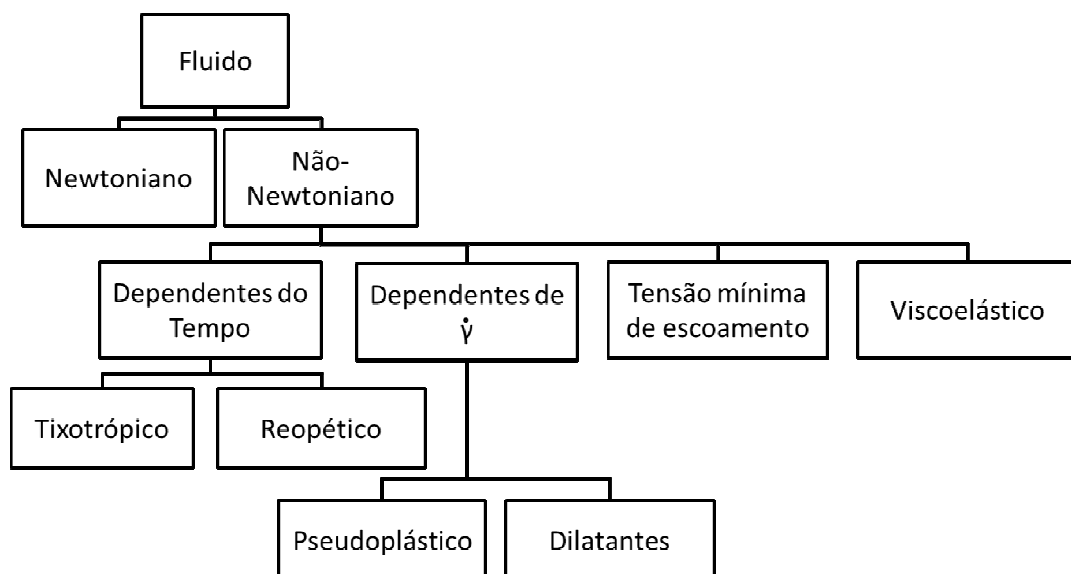 Fluido
Newtoniano
Não-
Newtoniano
Dependentes do
Tempo
Dependentes de
γ̇
Tensão mínima
de escoamento
Viscoelástico
Tixotrópico
Reopético
Pseudoplástico
Dilatantes